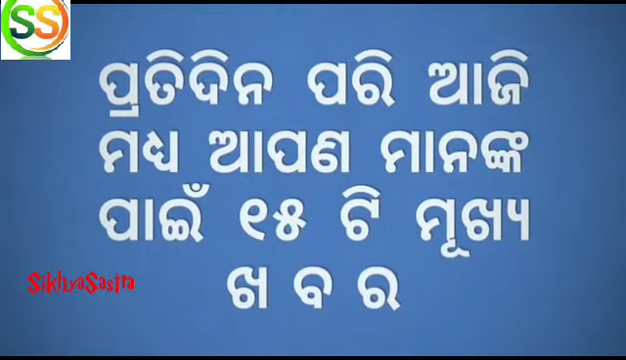 SS
ପ୍ରତିଦିନ ପରି ଆଜି
ମଧ୍ୟ ଆପଣ ମାନଙ୍କ
ପାଇଁ ୧୫ ଟି ମୂଖ୍ୟ
ଖ ବ ର
SikhyaSastra